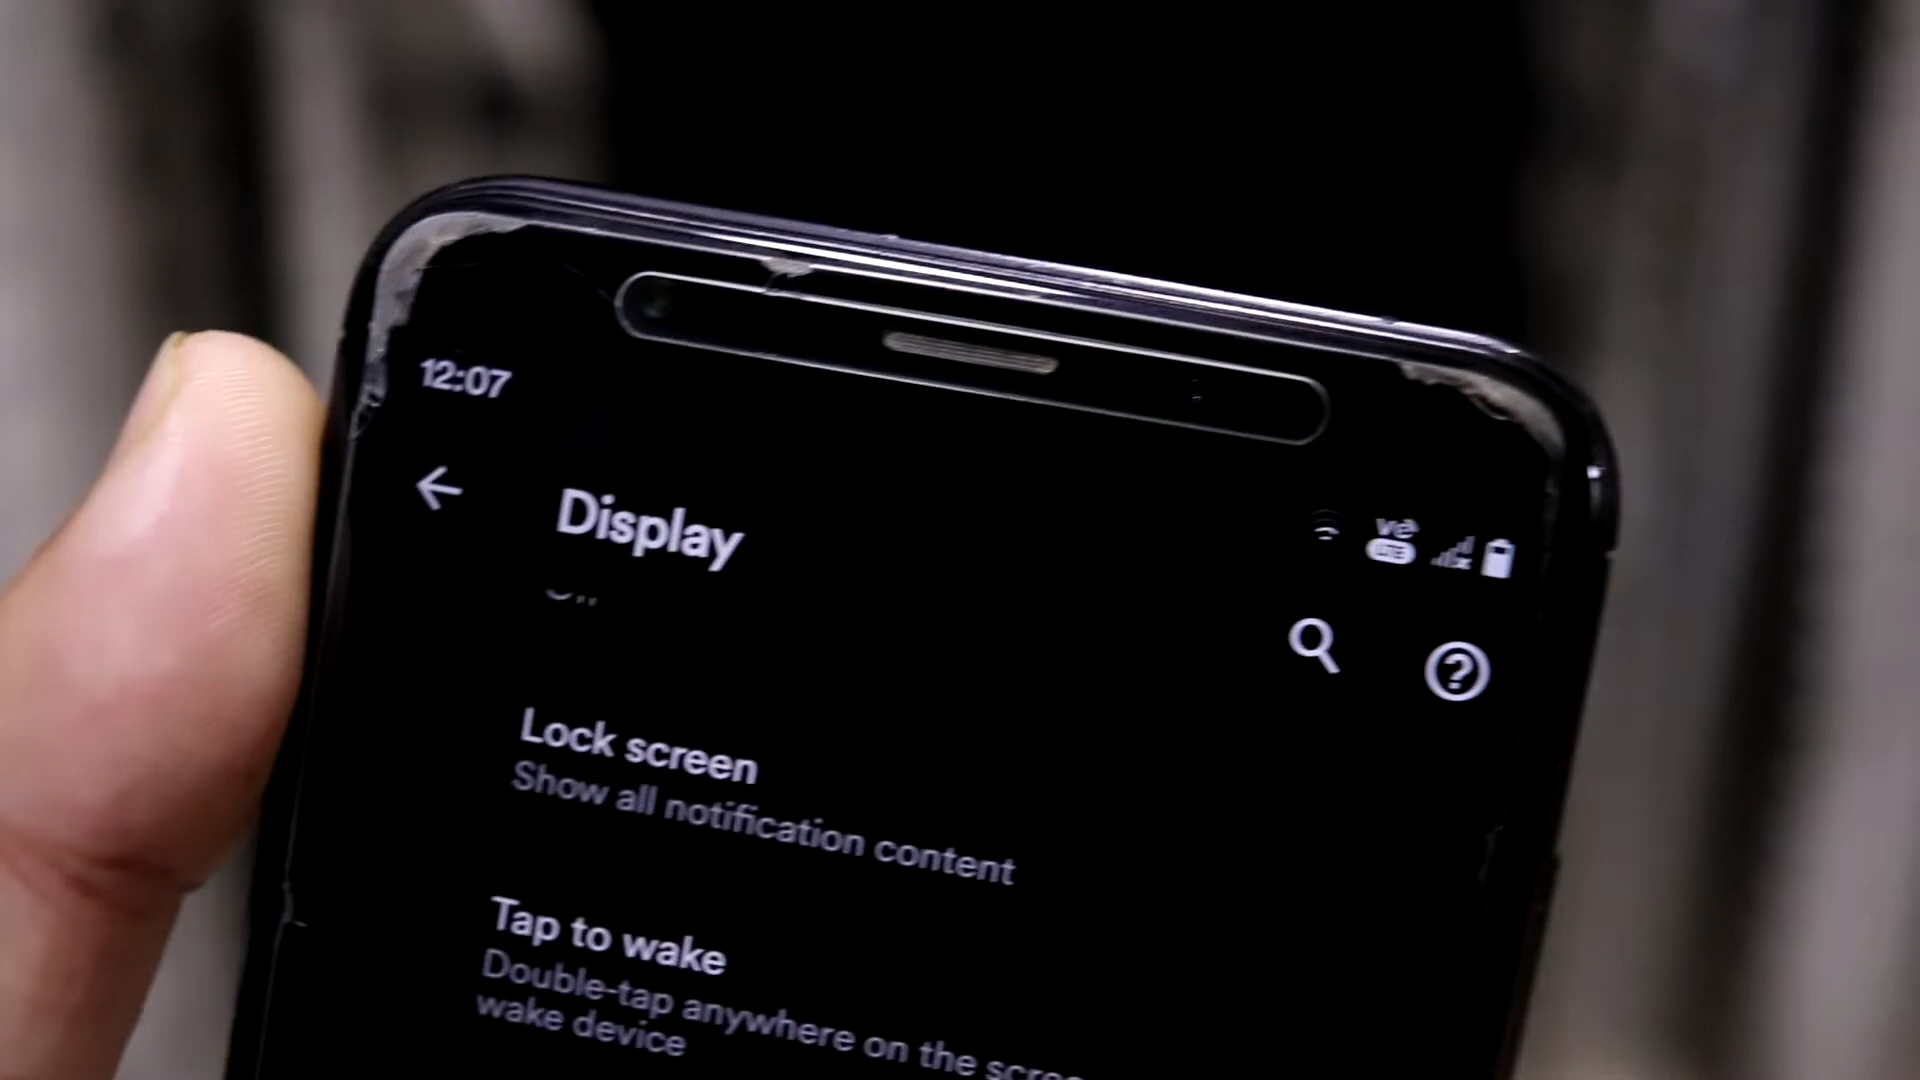 12:07
Display
Lock screen
Show all notification content
Tap to wake
Double-tap anywhere on the
wake device